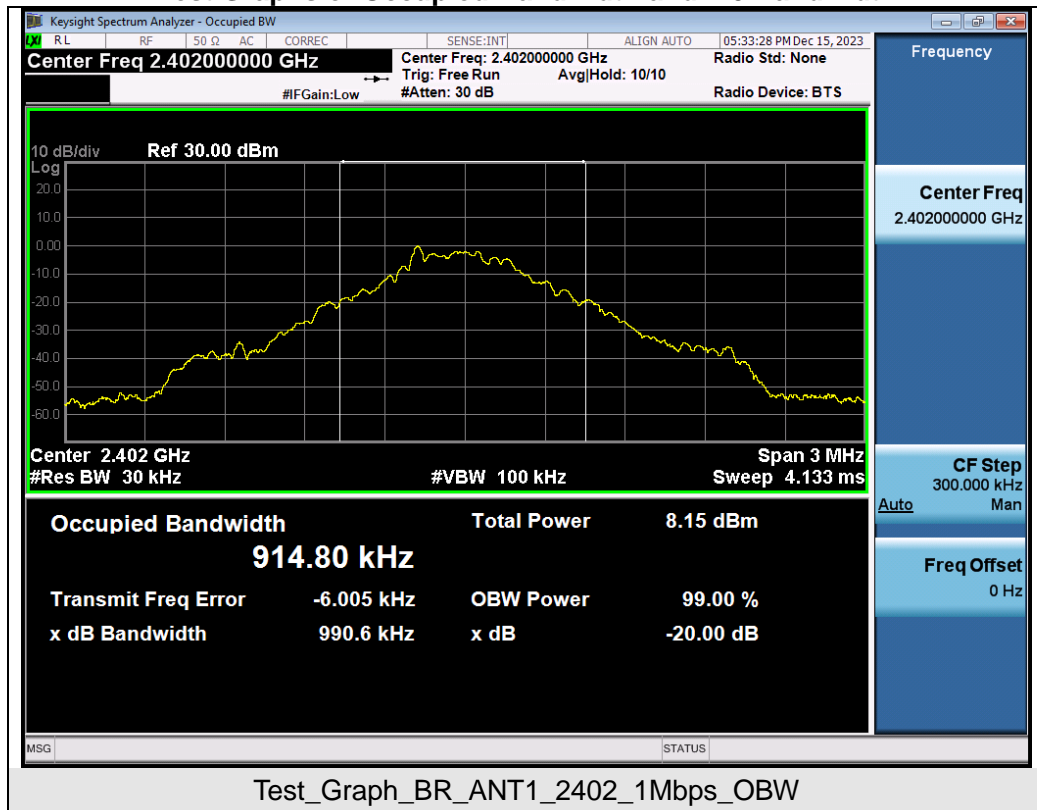 Keysight Spectrum Analyzer - Occupied BW
LXI RL RF 50 Ω AC CORREC SENSE:INT ALIGN AUTO 05:33:28 PM Dec 15, 2023
Center Freq 2.402000000 GHz
Center Freq: 2.402000000 GHz
Radio Std: None
Trig: Free Run Avg|Hold: 10/10
#IFGain:Low
#Atten: 30 dB
Radio Device: BTS
Frequency
10 dB/div Ref 30.00 dBm
Log
20.0
10.0
0.00
-10.0
-20.0
-30.0
-40.0
-50.0
-60.0
Center 2.402 GHz
Span 3 MHz
#Res BW 30 kHz
#VBW 100 kHz
Sweep 4.133 ms
Center Freq
2.402000000 GHz
CF Step
300.000 kHz
Auto Man
Freq Offset
0 Hz
Occupied Bandwidth
914.80 kHz
Total Power 8.15 dBm
Transmit Freq Error -6.005 kHz
OBW Power 99.00 %
x dB Bandwidth 990.6 kHz
x dB -20.00 dB
MSG
STATUS
Test_Graph_BR_ANT1_2402_1Mbps_OBW